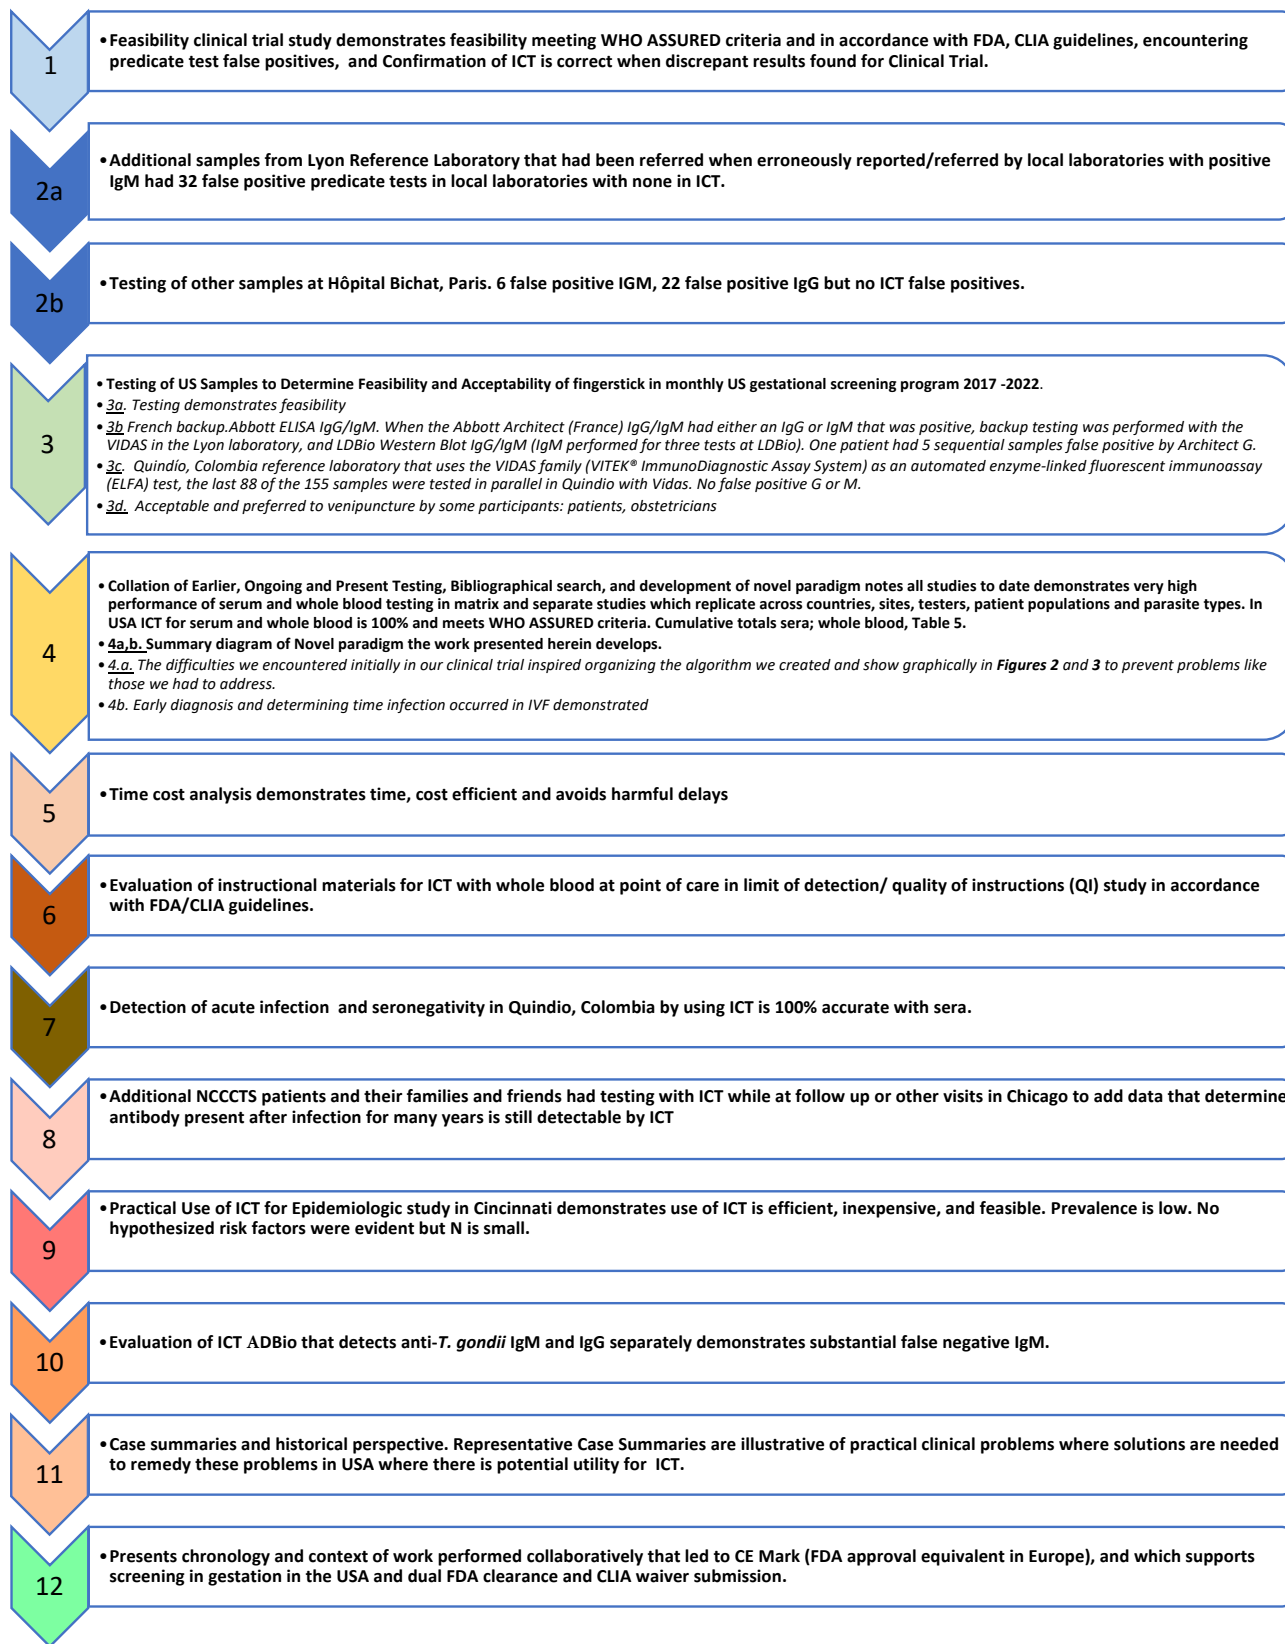 1
•Feasibility clinical trial study demonstrates feasibility meeting WHO ASSURED criteria and in accordance with FDA, CLIA guidelines, encountering
predicate test false positives,  and Confirmation of ICT is correct when discrepant results found for Clinical Trial.
2a
•Additional samples from Lyon Reference Laboratory that had been referred when erroneously reported/referred by local laboratories with positive
IgM had 32 false positive predicate tests in local laboratories with none in ICT.
2b
•Testing of other samples at Hôpital Bichat, Paris. 6 false positive IGM, 22 false positive IgG but no ICT false positives.
3
•Testing of US Samples to Determine Feasibility and Acceptability of fingerstick in monthly US gestational screening program 2017 -2022.
•3a. Testing demonstrates feasibility
•3b French backup.Abbott ELISA IgG/IgM. When the Abbott Architect (France) IgG/IgM had either an IgG or IgM that was positive, backup testing was performed with the
VIDAS in the Lyon laboratory, and LDBio Western Blot IgG/IgM (IgM performed for three tests at LDBio). One patient had 5 sequential samples false positive by Architect G.
•3c.  Quindío, Colombia reference laboratory that uses the VIDAS family (VITEK® ImmunoDiagnostic Assay System) as an automated enzyme-linked fluorescent immunoassay
(ELFA) test, the last 88 of the 155 samples were tested in parallel in Quindio with Vidas. No false positive G or M.
•3d.  Acceptable and preferred to venipuncture by some participants: patients, obstetricians
4
•Collation of Earlier, Ongoing and Present Testing, Bibliographical search, and development of novel paradigm notes all studies to date demonstrates very high
performance of serum and whole blood testing in matrix and separate studies which replicate across countries, sites, testers, patient populations and parasite types. In
USA ICT for serum and whole blood is 100% and meets WHO ASSURED criteria. Cumulative totals sera; whole blood, Table 5.
•4a,b. Summary diagram of Novel paradigm the work presented herein develops.
•4.a. The difficulties we encountered initially in our clinical trial inspired organizing the algorithm we created and show graphically in Figures 2 and 3 to prevent problems like
those we had to address.
•4b. Early diagnosis and determining time infection occurred in IVF demonstrated
5
•Time cost analysis demonstrates time, cost efficient and avoids harmful delays
6
•Evaluation of instructional materials for ICT with whole blood at point of care in limit of detection/ quality of instructions (QI) study in accordance
with FDA/CLIA guidelines.
7
•Detection of acute infection  and seronegativity in Quindio, Colombia by using ICT is 100% accurate with sera.
8
•Additional NCCCTS patients and their families and friends had testing with ICT while at follow up or other visits in Chicago to add data that determine
antibody present after infection for many years is still detectable by ICT
9
•Practical Use of ICT for Epidemiologic study in Cincinnati demonstrates use of ICT is efficient, inexpensive, and feasible. Prevalence is low. No
hypothesized risk factors were evident but N is small.
10
•Evaluation of ICT ADBio that detects anti-T. gondii IgM and IgG separately demonstrates substantial false negative IgM.
11
•Case summaries and historical perspective. Representative Case Summaries are illustrative of practical clinical problems where solutions are needed
to remedy these problems in USA where there is potential utility for  ICT.
12
•Presents chronology and context of work performed collaboratively that led to CE Mark (FDA approval equivalent in Europe), and which supports
screening in gestation in the USA and dual FDA clearance and CLIA waiver submission.